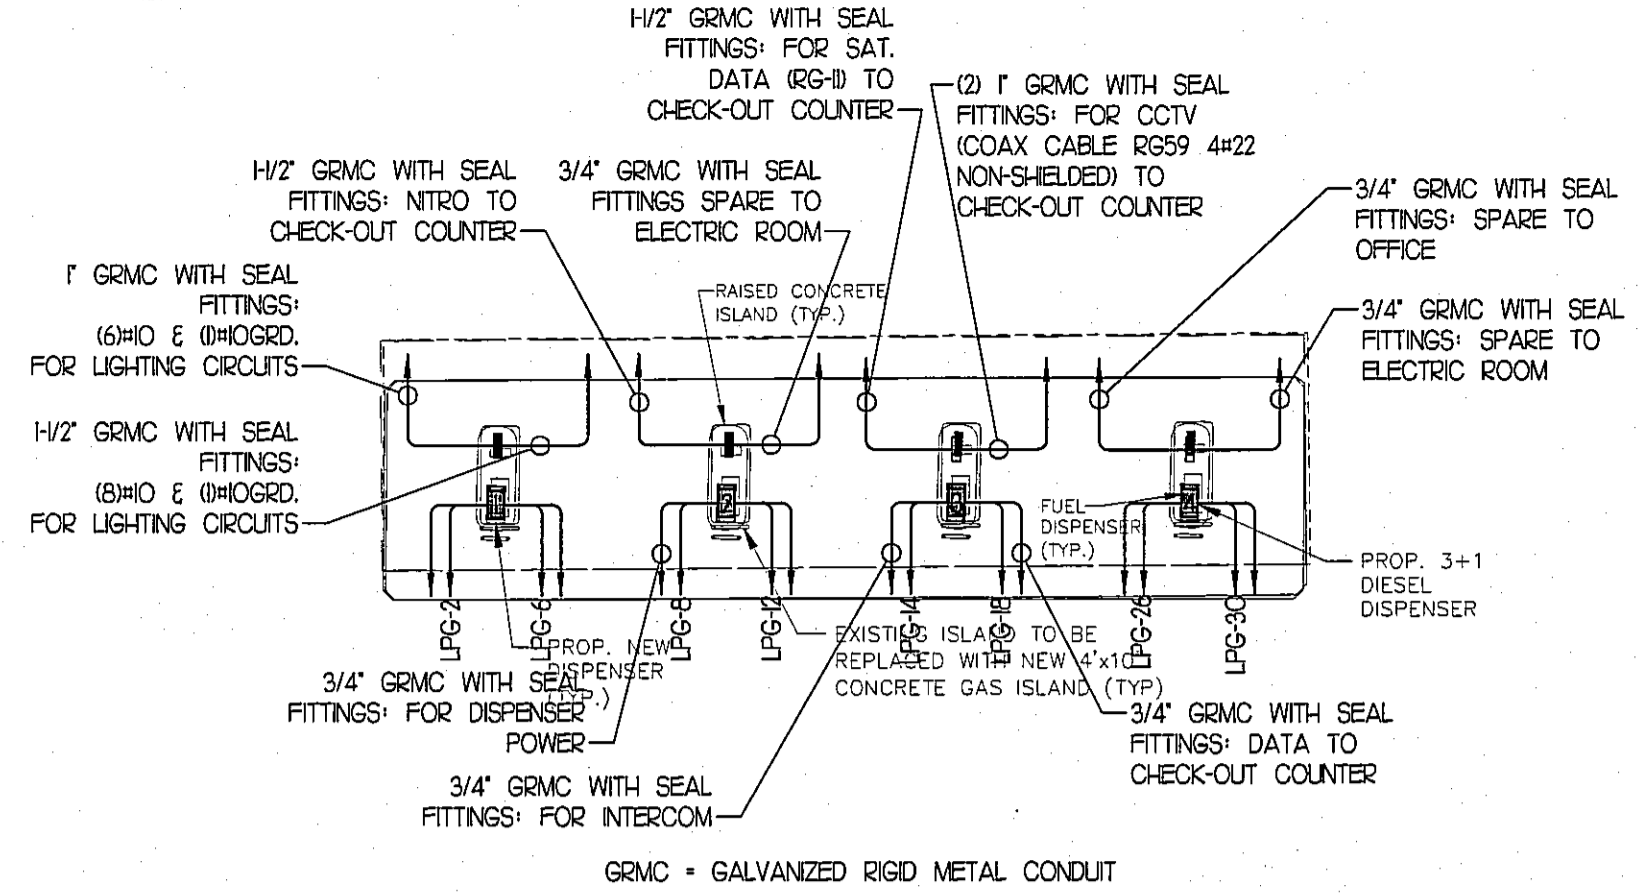 1-1/2" GRMC WITH SEAL
FITTINGS: FOR SAT.
DATA (RG-11) TO
CHECK-OUT COUNTER
(2) 1" GRMC WITH SEAL
FITTINGS: FOR CCTV
(COAX CABLE RG59 4#22
NON-SHIELDED) TO
CHECK-OUT COUNTER
1-1/2" GRMC WITH SEAL
FITTINGS: NITRO TO
CHECK-OUT COUNTER
3/4" GRMC WITH SEAL
FITTINGS SPARE TO
ELECTRIC ROOM
3/4" GRMC WITH SEAL
FITTINGS: SPARE TO
OFFICE
1" GRMC WITH SEAL
FITTINGS:
(6)#10 & (1)#10GRD.
FOR LIGHTING CIRCUITS
RAISED CONCRETE
ISLAND (TYP.)
3/4" GRMC WITH SEAL
FITTINGS: SPARE TO
ELECTRIC ROOM
1-1/2" GRMC WITH SEAL
FITTINGS:
(8)#10 & (1)#10GRD.
FOR LIGHTING CIRCUITS
FUEL
DISPENSER
(TYP.)
PROP. 3+1
DIESEL
DISPENSER
LPG-2
LPG-6
LPG-8
LPG-12
LPG-14
LPG-18
LPG-26
LPG-30
PROP. NEW
DISPENSER
(TYP.)
EXISTING ISLAND TO BE
REPLACED WITH NEW 4'x10'
CONCRETE GAS ISLAND (TYP)
3/4" GRMC WITH SEAL
FITTINGS: FOR DISPENSER
POWER
3/4" GRMC WITH SEAL
FITTINGS: DATA TO
CHECK-OUT COUNTER
3/4" GRMC WITH SEAL
FITTINGS: FOR INTERCOM
GRMC = GALVANIZED RIGID METAL CONDUIT